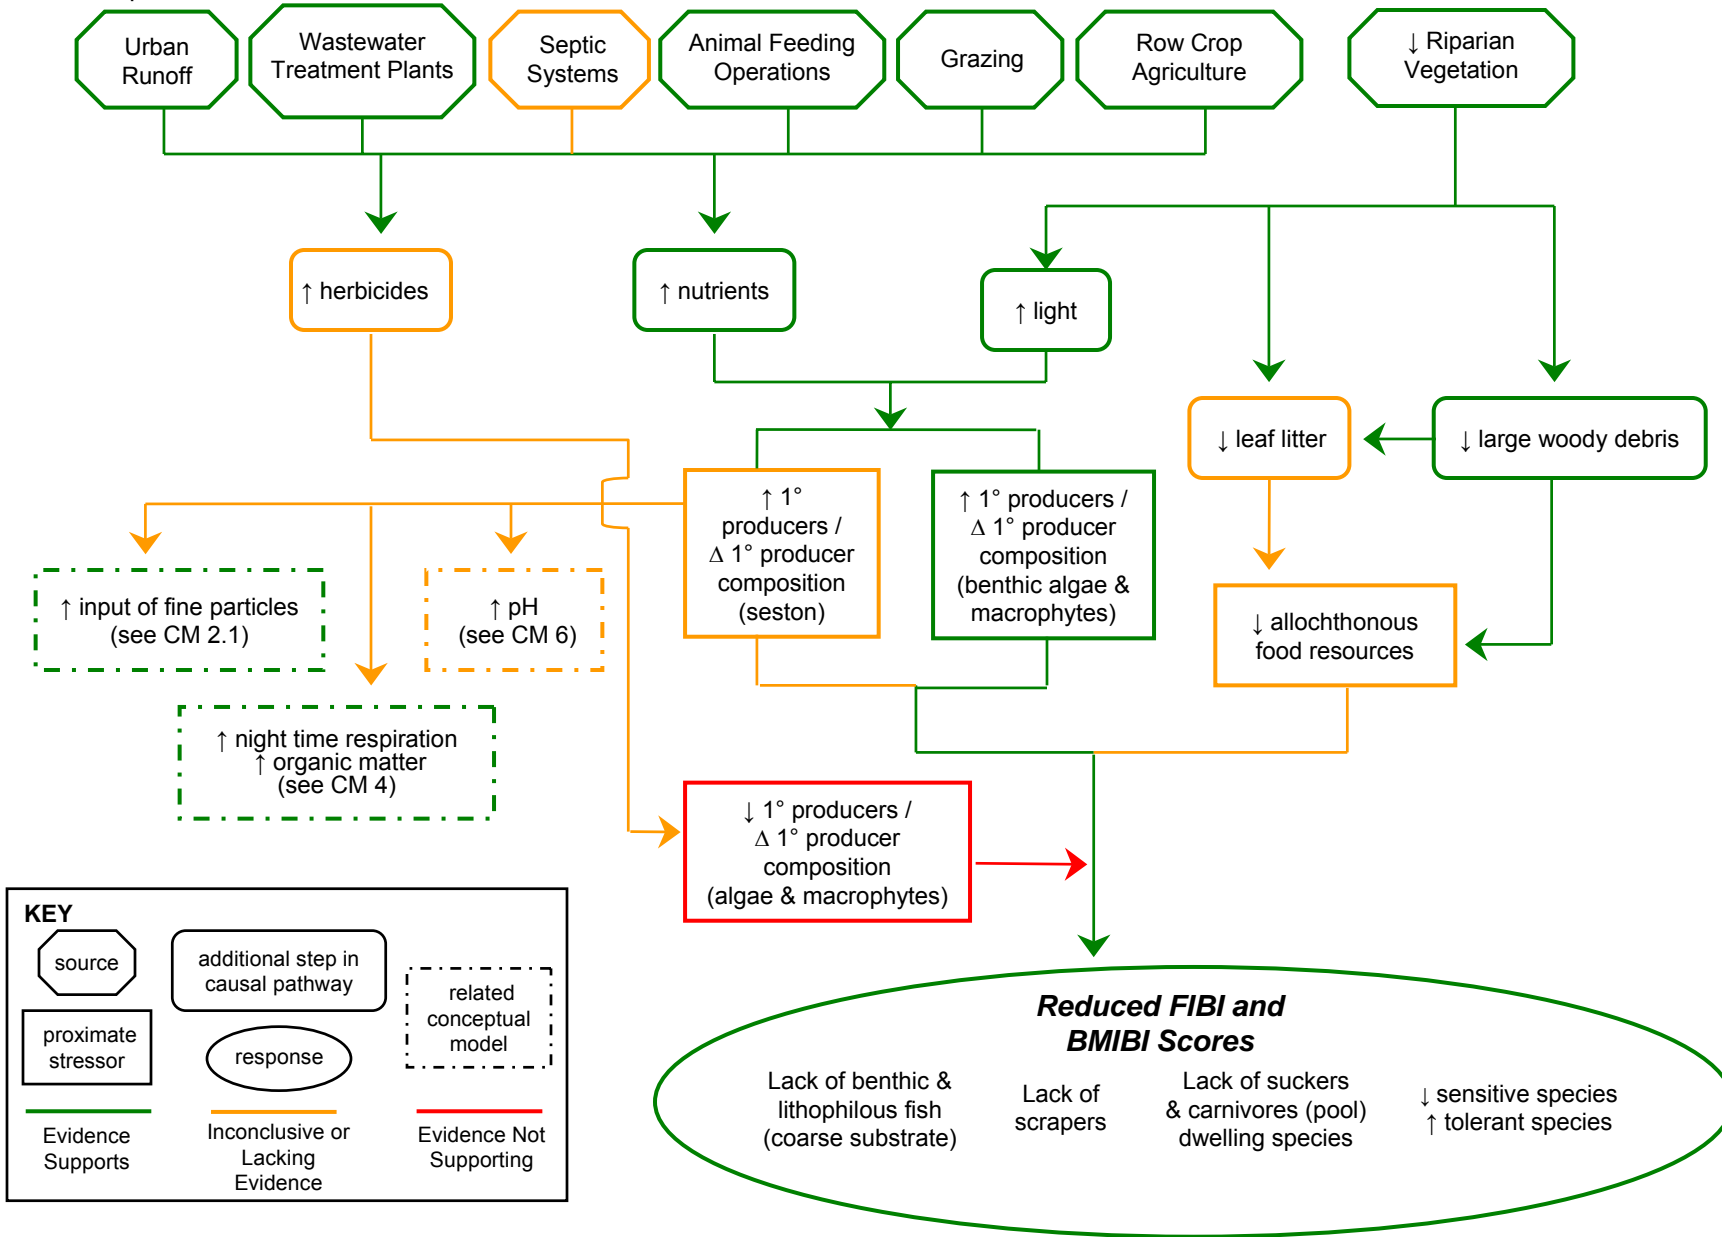 Urban
Runoff
Wastewater
Treatment Plants
Septic
Systems
Animal Feeding
Operations
Grazing
Row Crop
Agriculture
↓ Riparian
Vegetation
↑ herbicides
↑ nutrients
↑ light
↓ leaf litter
↓ large woody debris
↑ 1°
producers /
Δ 1° producer
composition
(seston)
↑ 1° producers /
Δ 1° producer
composition
(benthic algae &
macrophytes)
↑ input of fine particles
(see CM 2.1)
↑ pH
(see CM 6)
↓ allochthonous
food resources
↑ night time respiration
↑ organic matter
(see CM 4)
↓ 1° producers /
Δ 1° producer
composition
(algae & macrophytes)
KEY
source
additional step in
causal pathway
related
conceptual
model
proximate
stressor
response
Evidence
Supports
Inconclusive or
Lacking
Evidence
Evidence Not
Supporting
Reduced FIBI and
BMIBI Scores
Lack of benthic &
lithophilous fish
(coarse substrate)
Lack of
scrapers
Lack of suckers
& carnivores (pool)
dwelling species
↓ sensitive species
↑ tolerant species